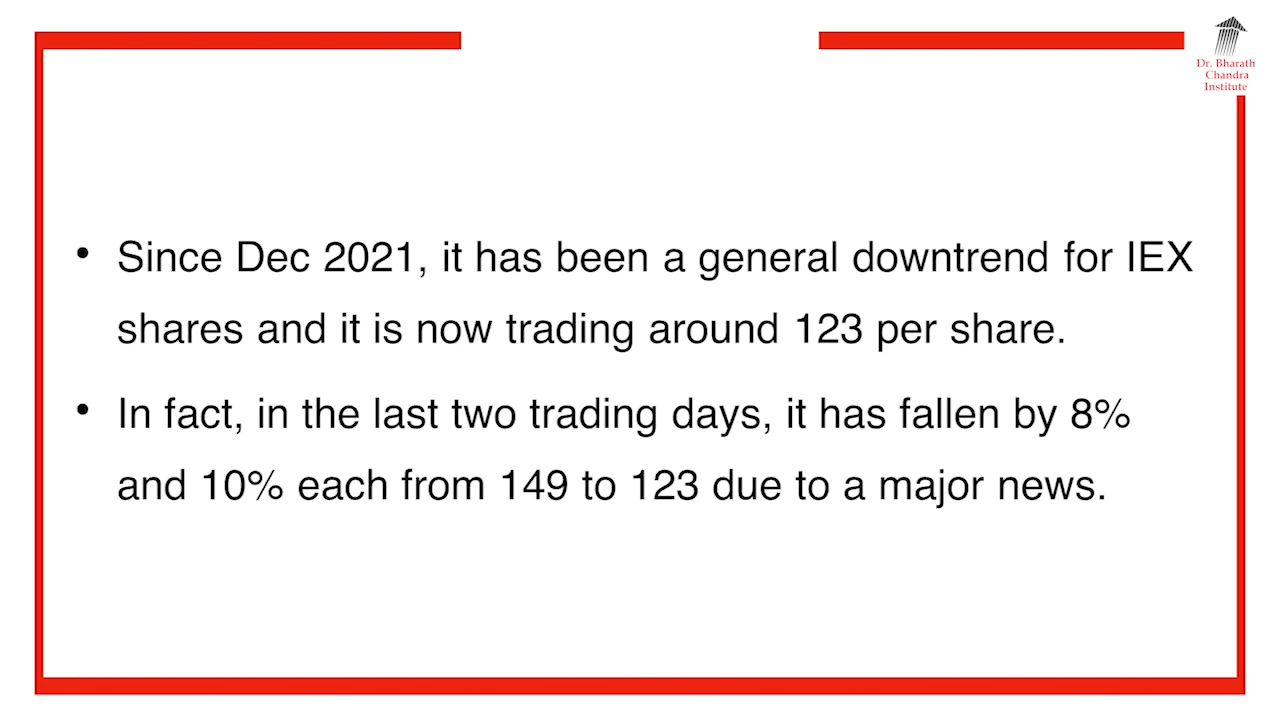 Dr. Bharath
Chandra
Institute
• Since Dec 2021, it has been a general downtrend for IEX
shares and it is now trading around 123 per share.
• In fact, in the last two trading days, it has fallen by 8%
and 10% each from 149 to 123 due to a major news.